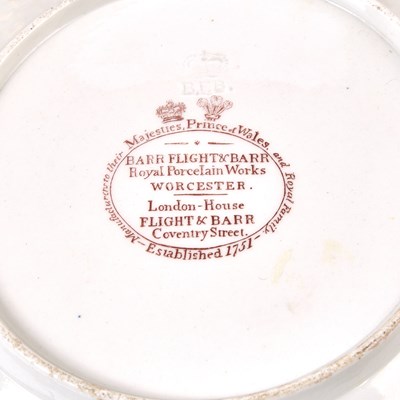 B.F.B.
Manufacturers to their Majesties, Prince of Wales, and Royal Family.
BARR FLIGHT & BARR
Royal Porcelain Works
WORCESTER.
London-House
FLIGHT & BARR
Coventry Street.
Established 1751